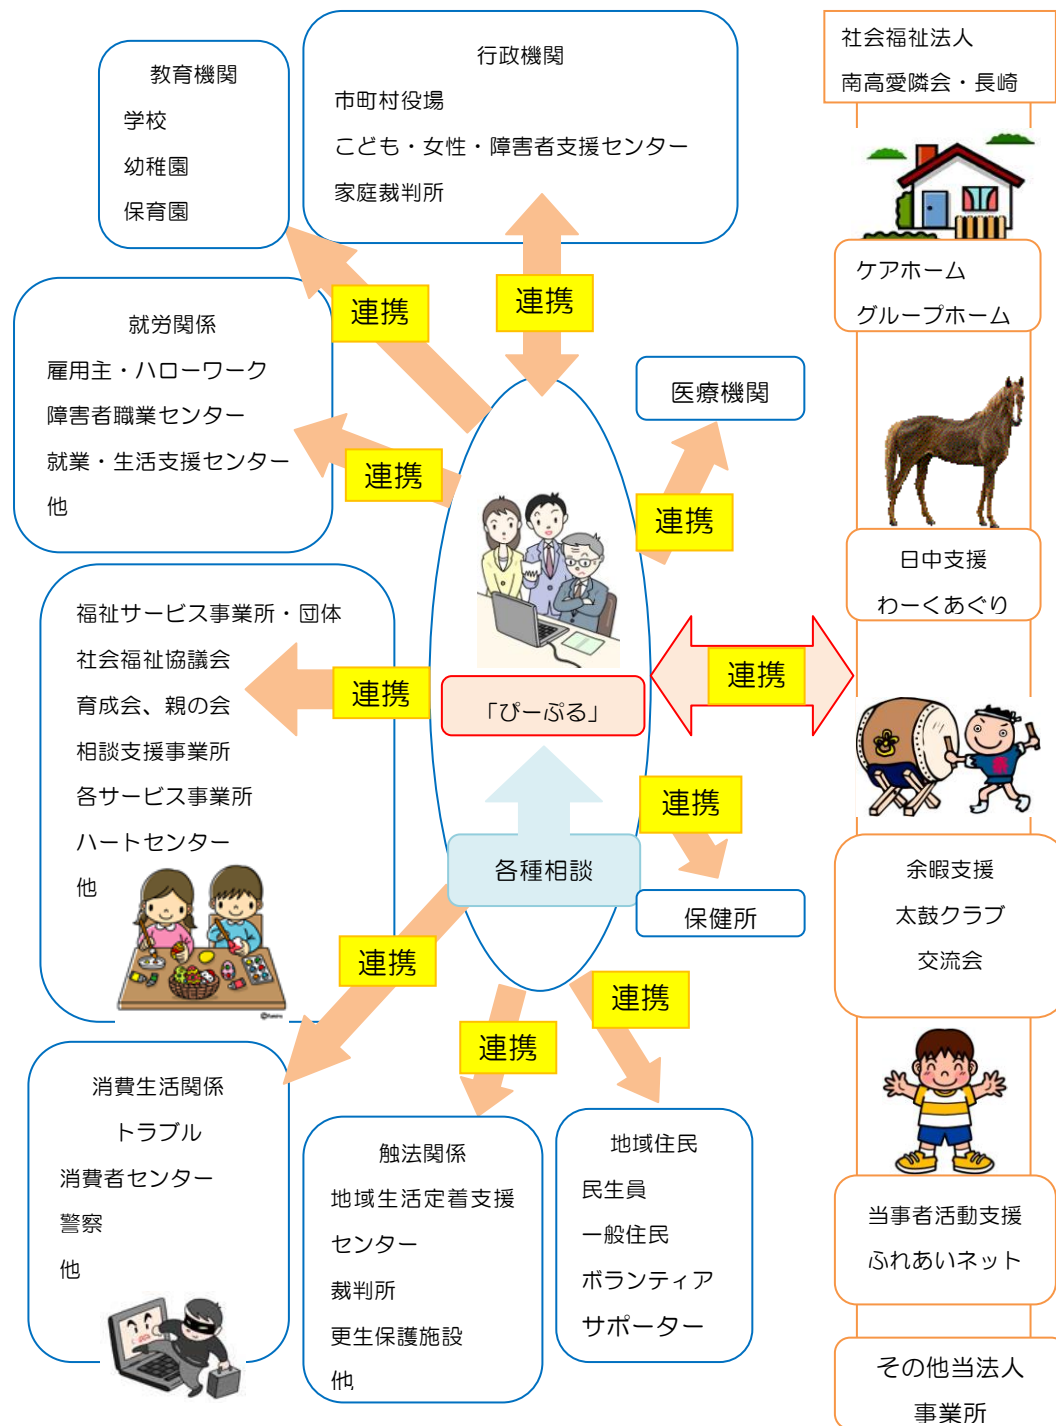 教育機関
学校
幼稚園
保育園
行政機関
市町村役場
こども・女性・障害者支援センター
家庭裁判所
社会福祉法人
南高愛隣会・長崎
連携
連携
就労関係
雇用主・ハローワーク
障害者職業センター
就業・生活支援センター
他
連携
医療機関
連携
ケアホーム
グループホーム
日中支援
わーくあぐり
福祉サービス事業所・団体
社会福祉協議会
育成会、親の会
相談支援事業所
各サービス事業所
ハートセンター
他
連携
「ぴーぷる」
連携
各種相談
連携
保健所
余暇支援
太鼓クラブ
交流会
連携
連携
連携
消費生活関係
トラブル
消費者センター
警察
他
触法関係
地域生活定着支援
センター
裁判所
更生保護施設
他
地域住民
民生員
一般住民
ボランティア
サポーター
当事者活動支援
ふれあいネット
その他当法人
事業所